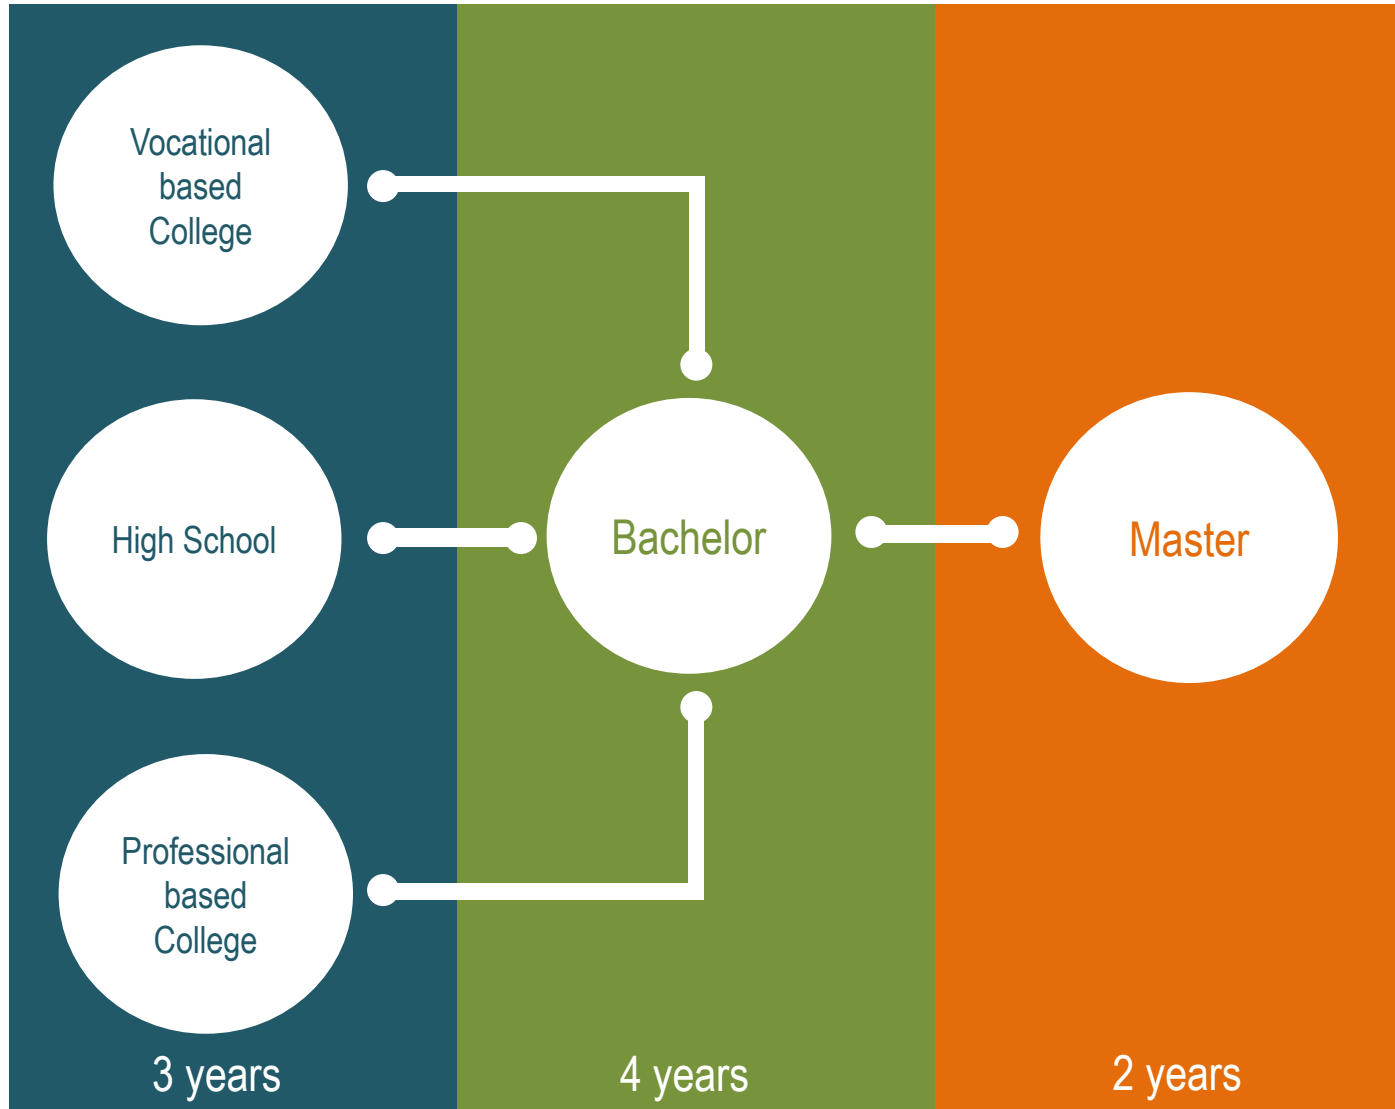 Vocational
based
College
High School
Professional
based
College
3 years
Bachelor
4 years
Master
2 years